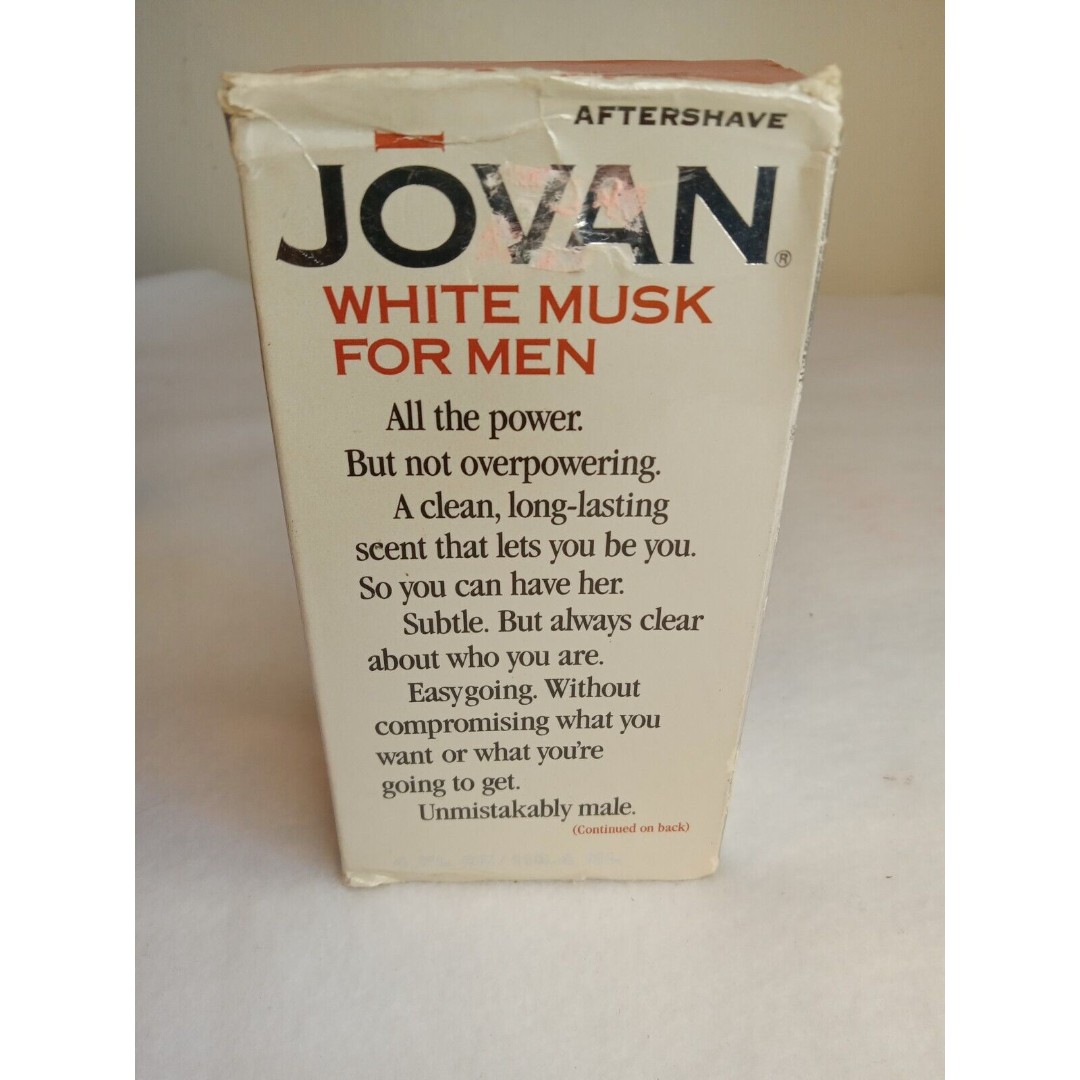 AFTERSHAVE
JŌVAN®
WHITE MUSK
FOR MEN
All the power.
But not overpowering.
A clean, long-lasting
scent that lets you be you.
So you can have her.
Subtle. But always clear
about who you are.
Easygoing. Without
compromising what you
want or what you're
going to get.
Unmistakably male.
(Continued on back)